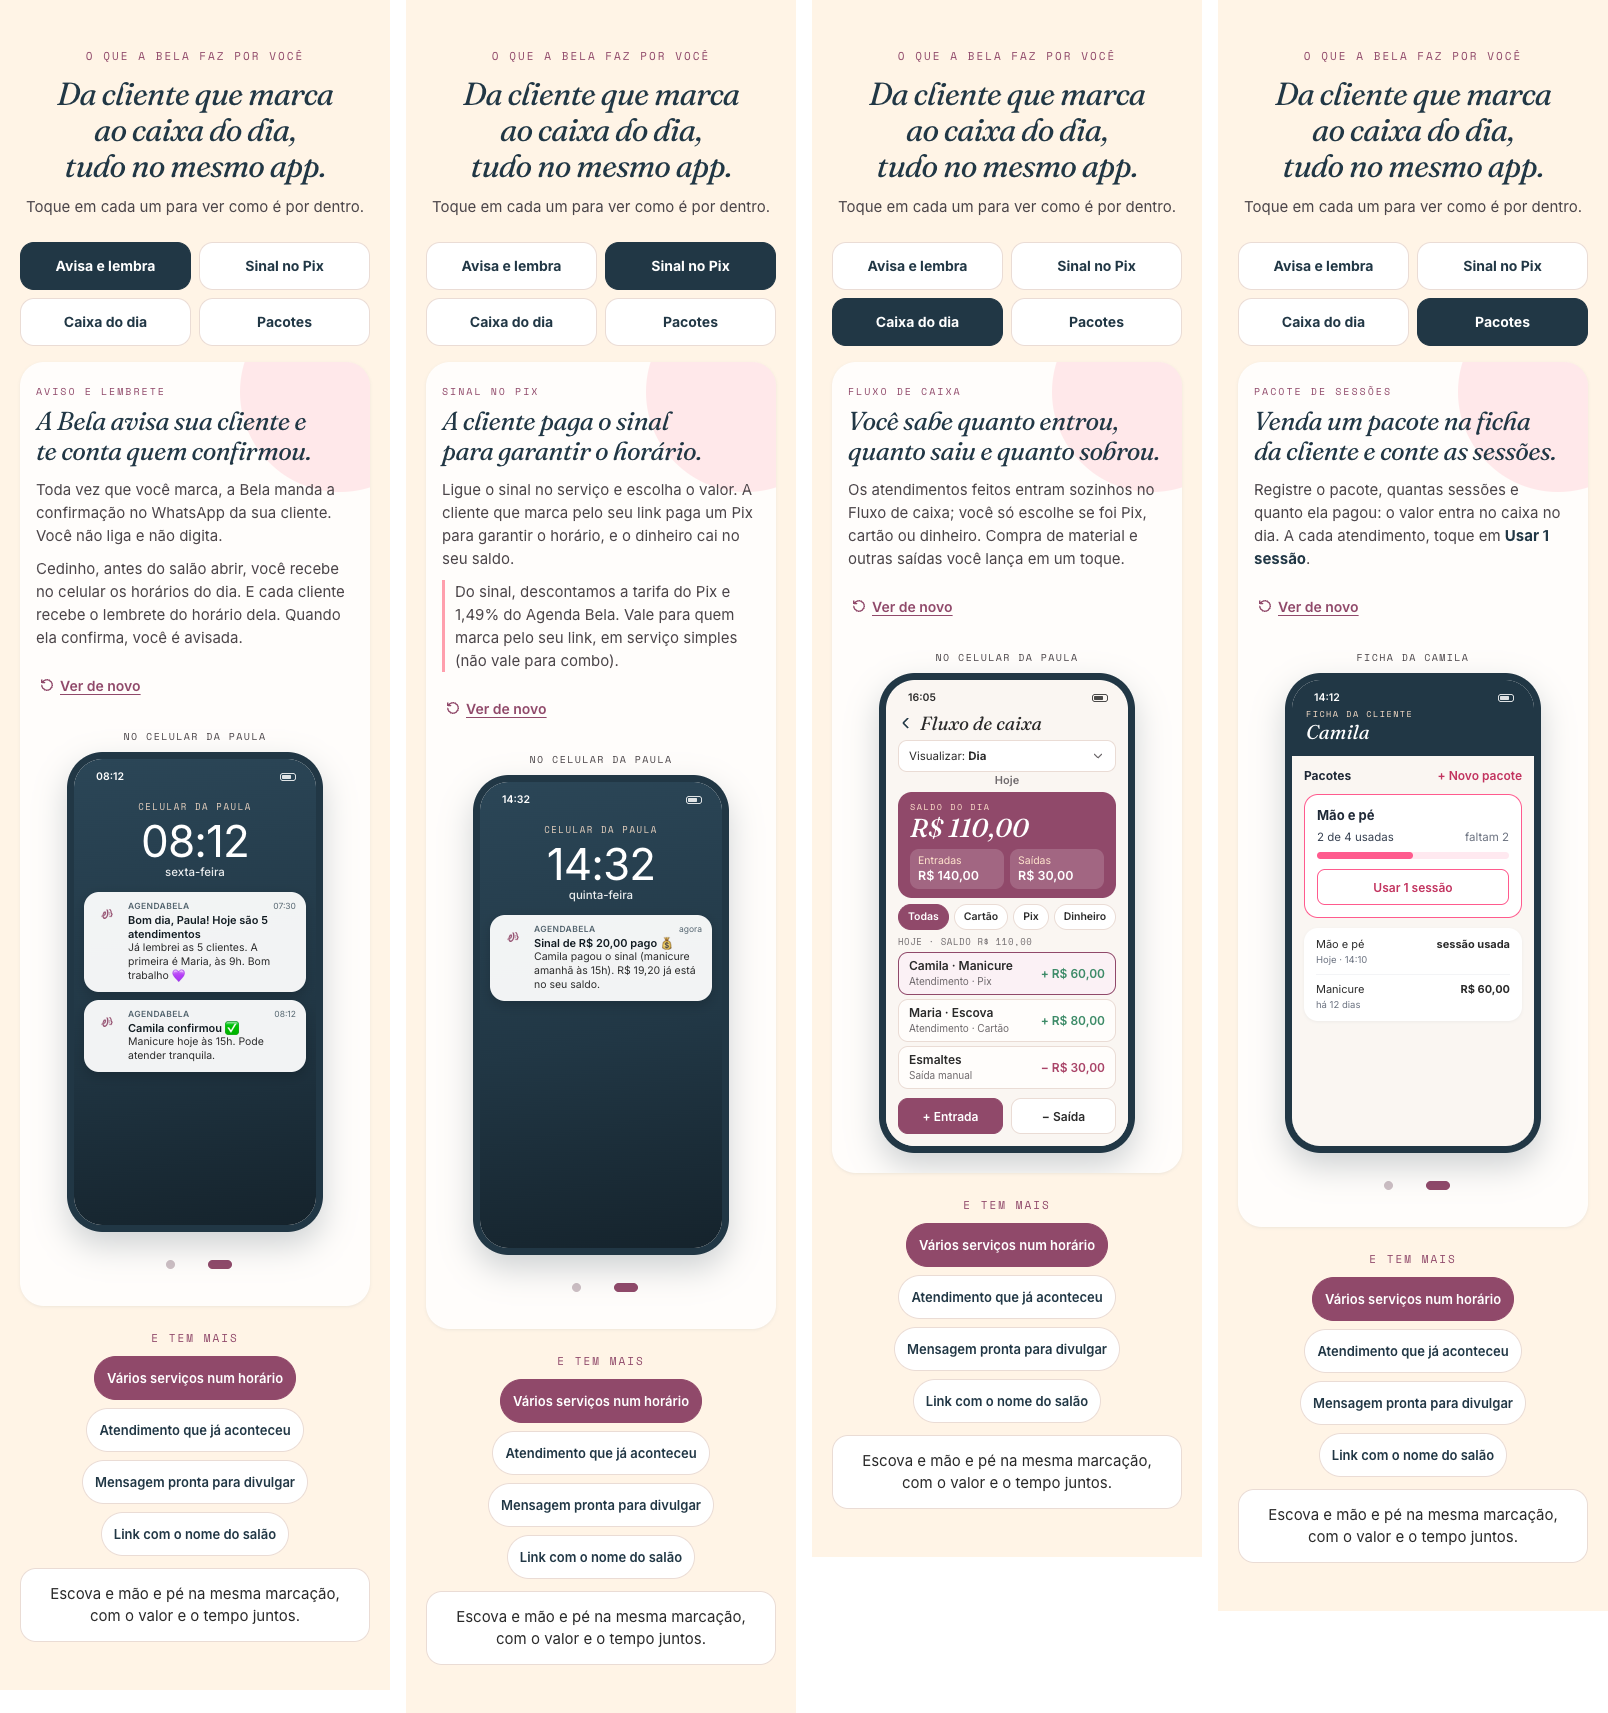 O QUE A BELA FAZ POR VOCÊ
Da cliente que marca
ao caixa do dia,
tudo no mesmo app.
Toque em cada um para ver como é por dentro.
Avisa e lembra
Sinal no Pix
Caixa do dia
Pacotes
AVISO E LEMBRETE
A Bela avisa sua cliente e
te conta quem confirmou.
Toda vez que você marca, a Bela manda a
confirmação no WhatsApp da sua cliente.
Você não liga e não digita.
Cedinho, antes do salão abrir, você recebe
no celular os horários do dia. E cada cliente
recebe o lembrete do horário dela. Quando
ela confirma, você é avisada.
Ver de novo
NO CELULAR DA PAULA
08:12
CELULAR DA PAULA
08:12
sexta-feira
AGENDABELA
07:30
Bom dia, Paula! Hoje são 5
atendimentos
Já lembrei as 5 clientes. A
primeira é Maria, às 9h. Bom
trabalho 💜
AGENDABELA
08:12
Camila confirmou ✅
Manicure hoje às 15h. Pode
atender tranquila.
E TEM MAIS
Vários serviços num horário
Atendimento que já aconteceu
Mensagem pronta para divulgar
Link com o nome do salão
Escova e mão e pé na mesma marcação,
com o valor e o tempo juntos.
O QUE A BELA FAZ POR VOCÊ
Da cliente que marca
ao caixa do dia,
tudo no mesmo app.
Toque em cada um para ver como é por dentro.
Avisa e lembra
Sinal no Pix
Caixa do dia
Pacotes
SINAL NO PIX
A cliente paga o sinal
para garantir o horário.
Ligue o sinal no serviço e escolha o valor. A
cliente que marca pelo seu link paga um Pix
para garantir o horário, e o dinheiro cai no
seu saldo.
Do sinal, descontamos a tarifa do Pix e
1,49% do Agenda Bela. Vale para quem
marca pelo seu link, em serviço simples
(não vale para combo).
Ver de novo
NO CELULAR DA PAULA
14:32
CELULAR DA PAULA
14:32
quinta-feira
AGENDABELA
agora
Sinal de R$ 20,00 pago 💰
Camila pagou o sinal (manicure
amanhã às 15h). R$ 19,20 já está
no seu saldo.
E TEM MAIS
Vários serviços num horário
Atendimento que já aconteceu
Mensagem pronta para divulgar
Link com o nome do salão
Escova e mão e pé na mesma marcação,
com o valor e o tempo juntos.
O QUE A BELA FAZ POR VOCÊ
Da cliente que marca
ao caixa do dia,
tudo no mesmo app.
Toque em cada um para ver como é por dentro.
Avisa e lembra
Sinal no Pix
Caixa do dia
Pacotes
FLUXO DE CAIXA
Você sabe quanto entrou,
quanto saiu e quanto sobrou.
Os atendimentos feitos entram sozinhos no
Fluxo de caixa; você só escolhe se foi Pix,
cartão ou dinheiro. Compra de material e
outras saídas você lança em um toque.
Ver de novo
NO CELULAR DA PAULA
16:05
Fluxo de caixa
Visualizar: Dia
Hoje
SALDO DO DIA
R$ 110,00
Entradas
R$ 140,00
Saídas
R$ 30,00
Todas
Cartão
Pix
Dinheiro
HOJE · SALDO R$ 110,00
Camila · Manicure
Atendimento · Pix
+ R$ 60,00
Maria · Escova
Atendimento · Cartão
+ R$ 80,00
Esmaltes
Saída manual
− R$ 30,00
+ Entrada
− Saída
E TEM MAIS
Vários serviços num horário
Atendimento que já aconteceu
Mensagem pronta para divulgar
Link com o nome do salão
Escova e mão e pé na mesma marcação,
com o valor e o tempo juntos.
O QUE A BELA FAZ POR VOCÊ
Da cliente que marca
ao caixa do dia,
tudo no mesmo app.
Toque em cada um para ver como é por dentro.
Avisa e lembra
Sinal no Pix
Caixa do dia
Pacotes
PACOTE DE SESSÕES
Venda um pacote na ficha
da cliente e conte as sessões.
Registre o pacote, quantas sessões e
quanto ela pagou: o valor entra no caixa no
dia. A cada atendimento, toque em Usar 1
sessão.
Ver de novo
FICHA DA CAMILA
14:12
FICHA DA CLIENTE
Camila
Pacotes
+ Novo pacote
Mão e pé
2 de 4 usadas
faltam 2
Usar 1 sessão
Mão e pé
sessão usada
Hoje · 14:10
Manicure
R$ 60,00
há 12 dias
E TEM MAIS
Vários serviços num horário
Atendimento que já aconteceu
Mensagem pronta para divulgar
Link com o nome do salão
Escova e mão e pé na mesma marcação,
com o valor e o tempo juntos.